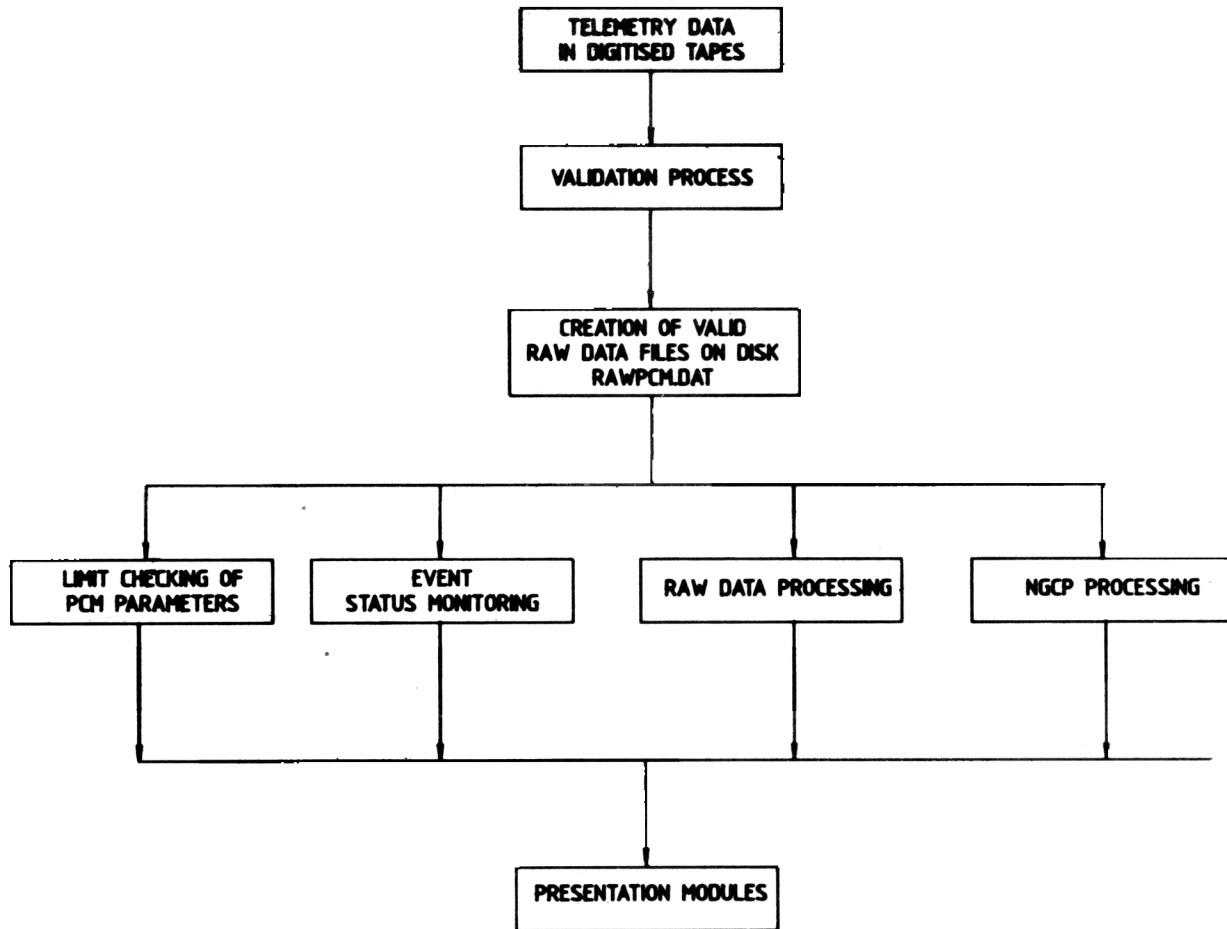 TELEMETRY DATA
IN DIGITISED TAPES
VALIDATION PROCESS
CREATION OF VALID
RAW DATA FILES ON DISK
RAWPCM.DAT
LIMIT CHECKING OF
PCM PARAMETERS
EVENT
STATUS MONITORING
RAW DATA PROCESSING
NGCP PROCESSING
PRESENTATION MODULES